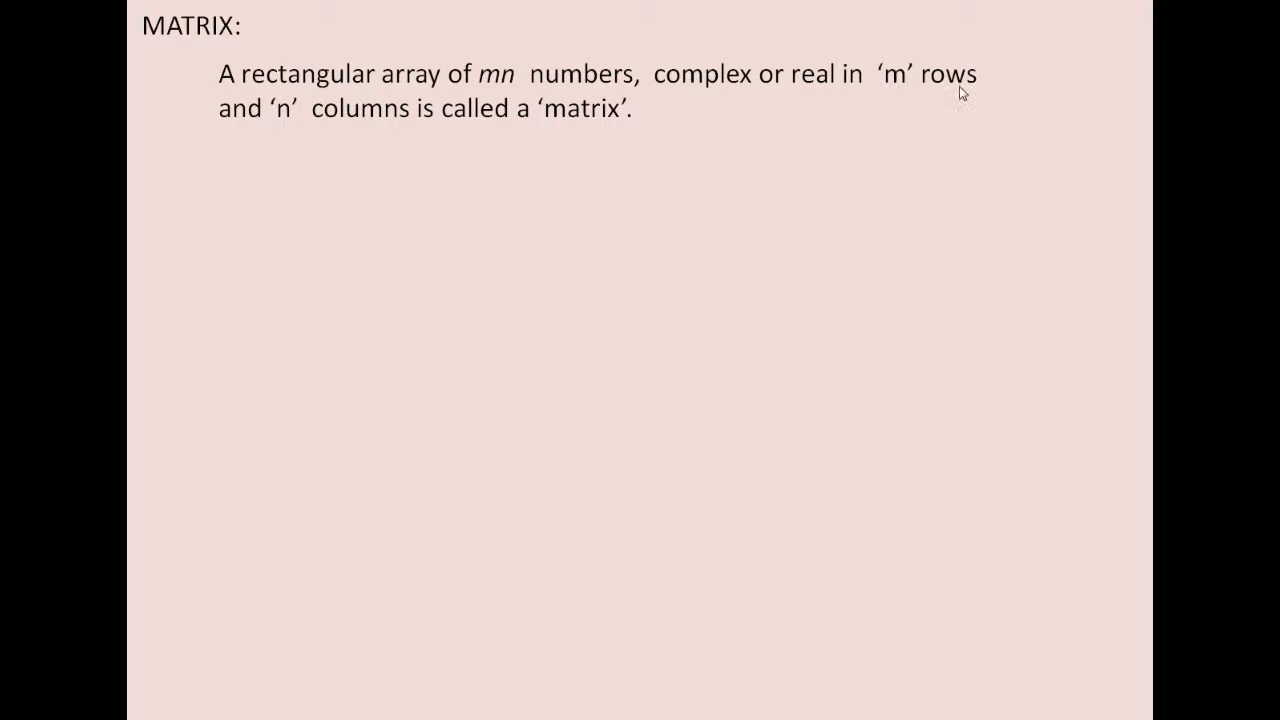 MATRIX:
A rectangular array of mn numbers, complex or real in ‘m’ rows
and ‘n’ columns is called a ‘matrix’.